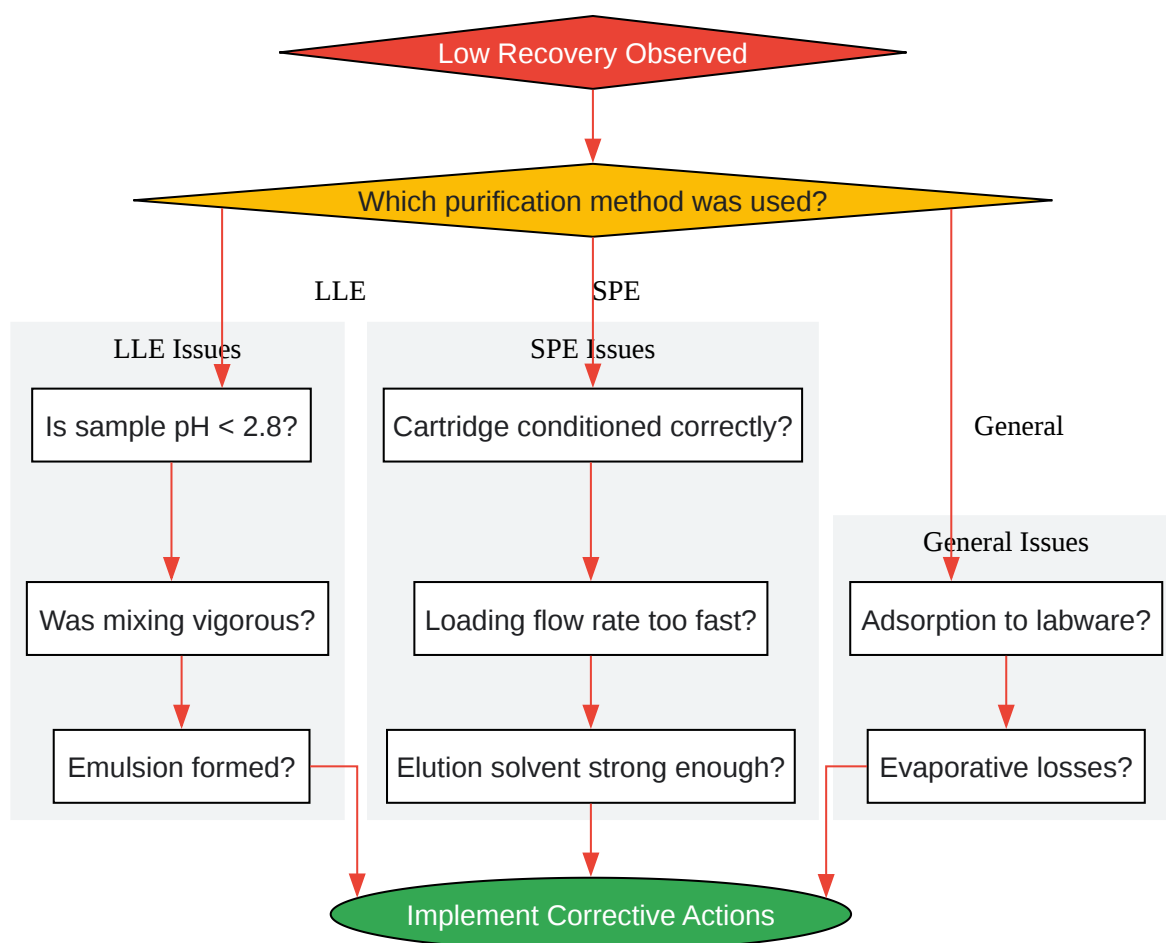 Low Recovery Observed
Which purification method was used?
LLE
SPE
LLE Issues
SPE Issues
Is sample pH < 2.8?
Cartridge conditioned correctly?
General
General Issues
Was mixing vigorous?
Loading flow rate too fast?
Adsorption to labware?
Emulsion formed?
Elution solvent strong enough?
Evaporative losses?
Implement Corrective Actions